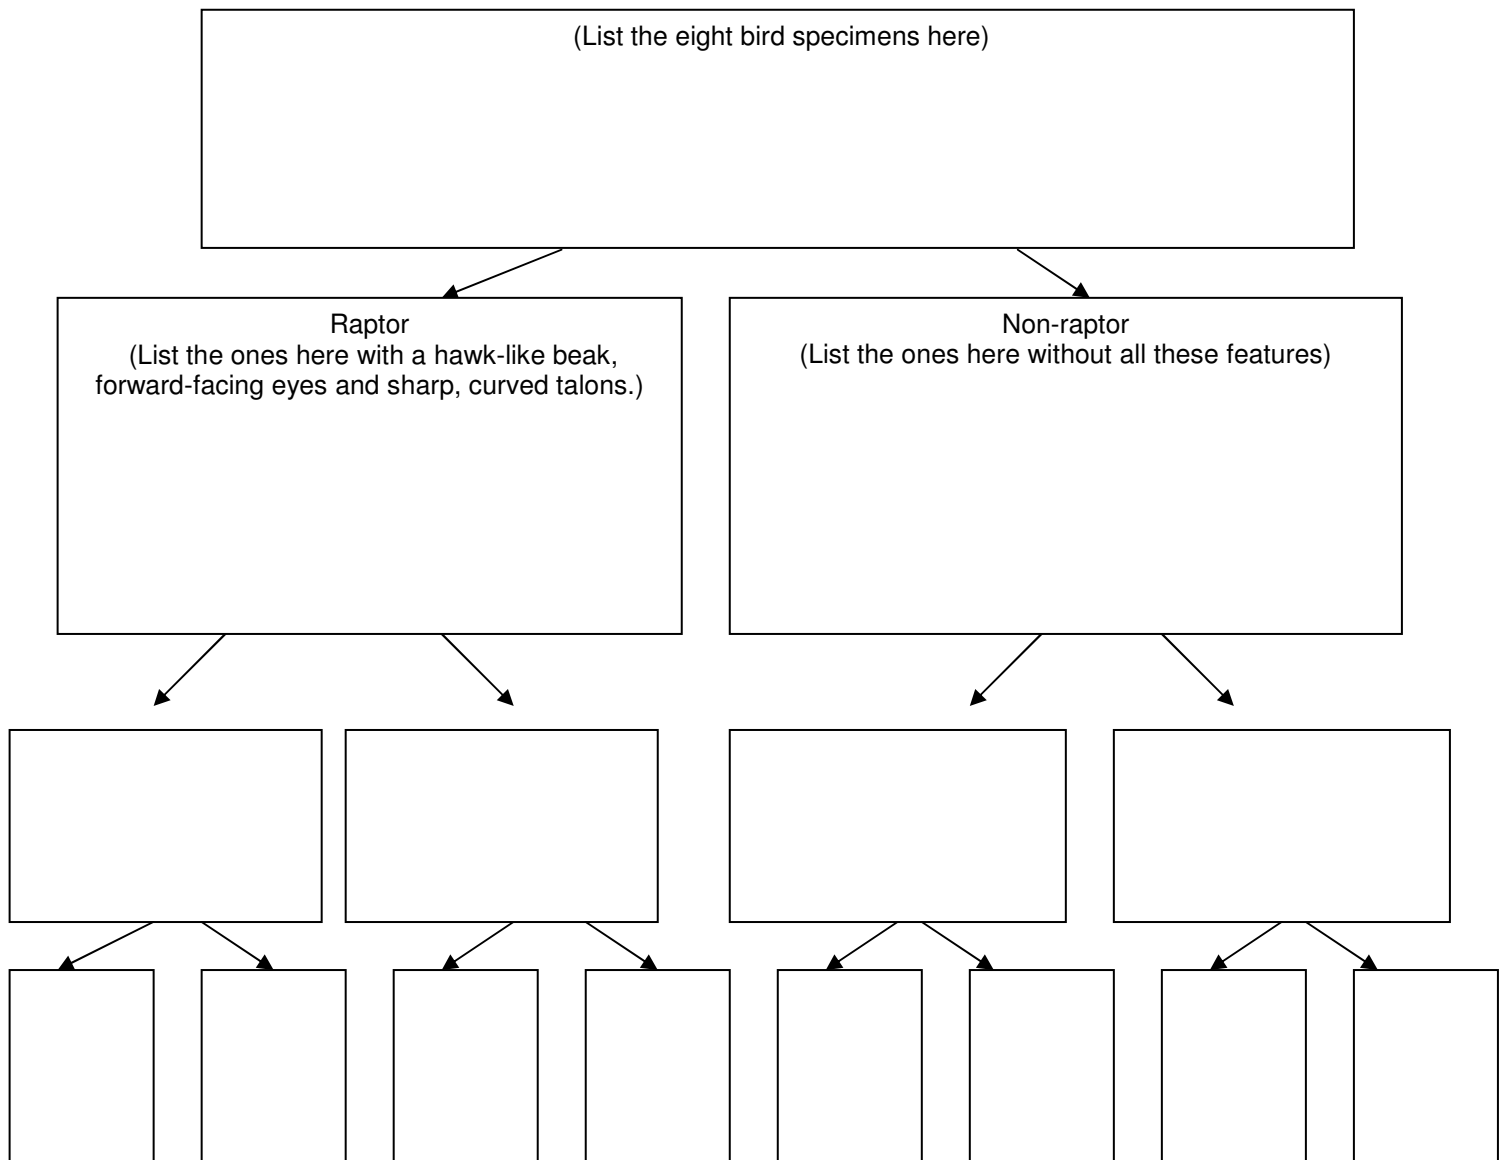 (List the eight bird specimens here)
Raptor
(List the ones here with a hawk-like beak,
forward-facing eyes and sharp, curved talons.)
Non-raptor
(List the ones here without all these features)